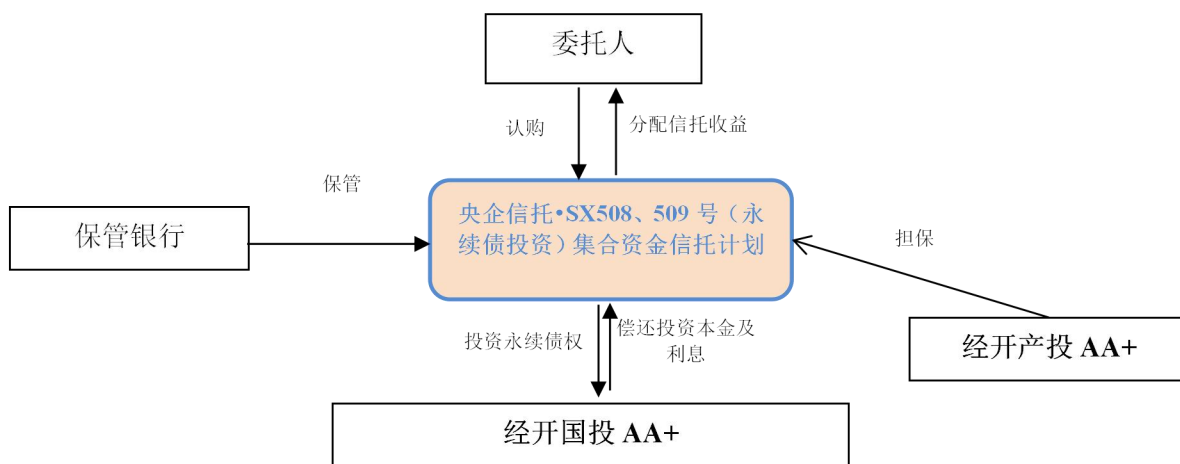 委托人
认购
分配信托收益
保管
保管银行
央企信托•SX508、509 号（永
续债投资）集合资金信托计划
担保
投资永续债权
偿还投资本金及
利息
经开产投 AA+
经开国投 AA+